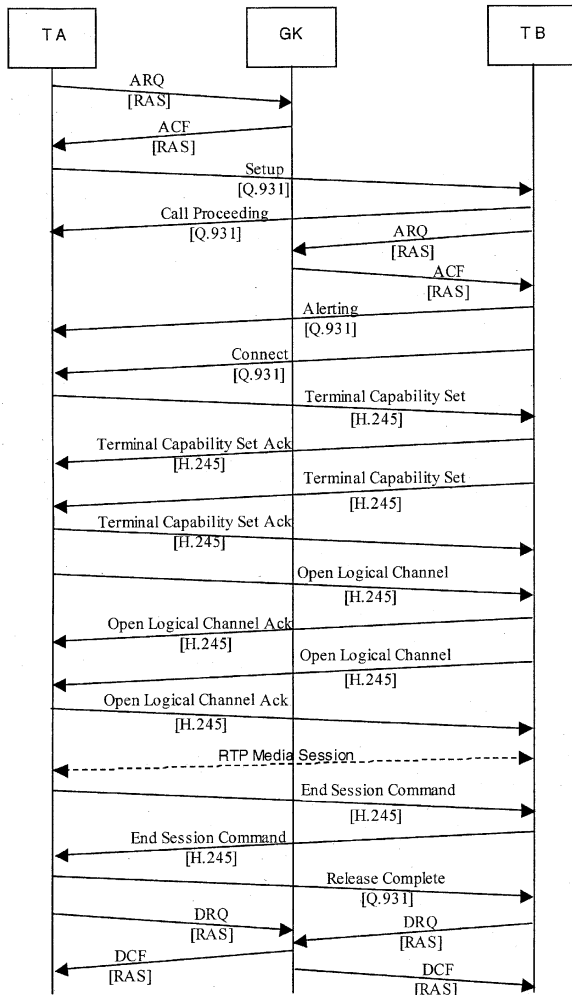 T A
GK
T B
ARQ
[RAS]
ACF
[RAS]
Setup
[Q.931]
Call Proceeding
[Q.931]
ARQ
[RAS]
ACF
[RAS]
Alerting
[Q.931]
Connect
[Q.931]
Terminal Capability Set
[H.245]
Terminal Capability Set Ack
[H.245]
Terminal Capability Set
[H.245]
Terminal Capability Set Ack
[H.245]
Open Logical Channel
[H.245]
Open Logical Channel Ack
[H.245]
Open Logical Channel
[H.245]
Open Logical Channel Ack
[H.245]
RTP Media Session
End Session Command
[H.245]
End Session Command
[H.245]
Release Complete
[Q.931]
DRQ
[RAS]
DRQ
[RAS]
DCF
[RAS]
DCF
[RAS]